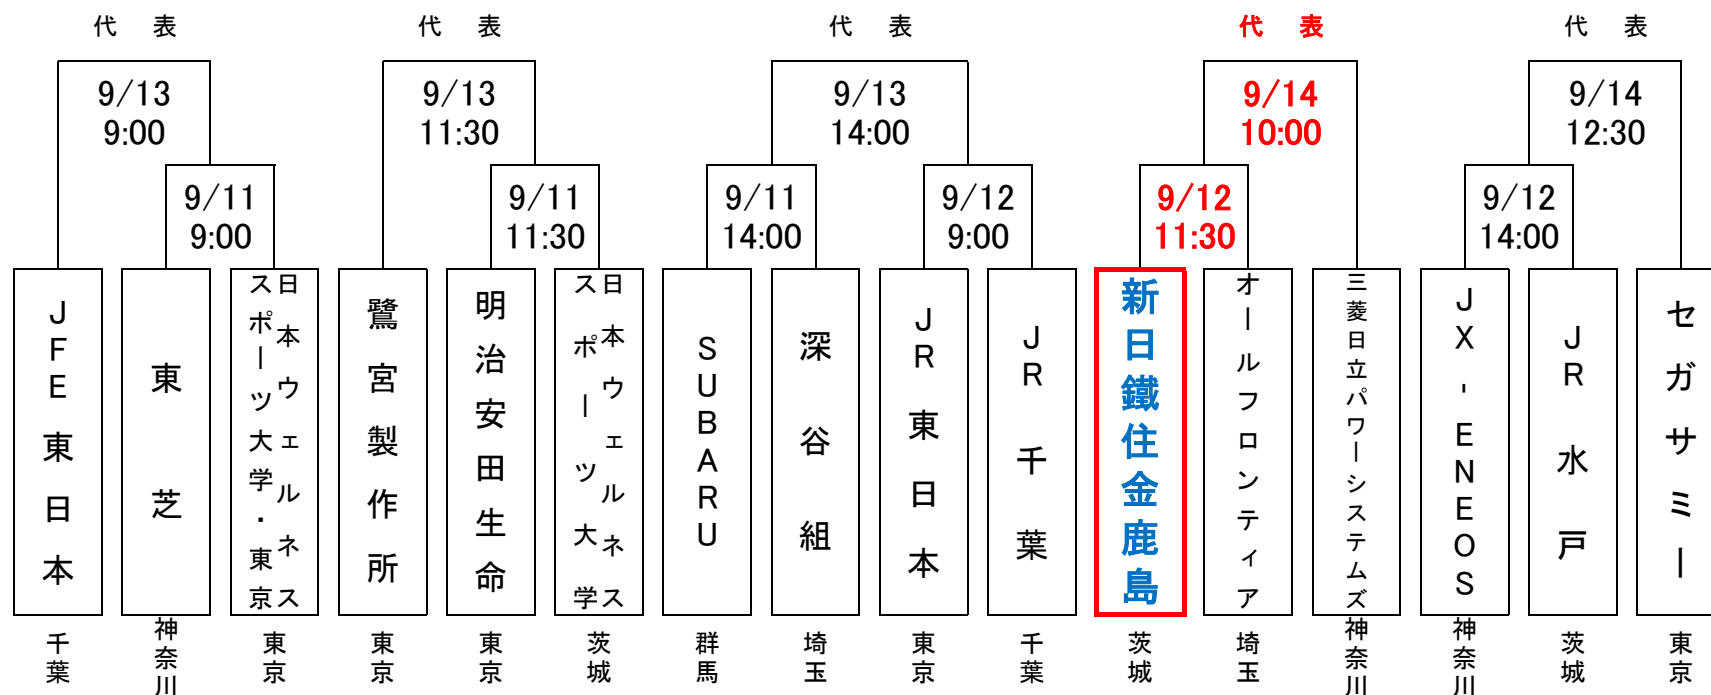 代 表
代 表
代 表
代 表
代 表
9/13
9:00
9/13
11:30
9/13
14:00
9/14
10:00
9/14
12:30
9/11
9:00
9/11
11:30
9/11
14:00
9/12
9:00
9/12
11:30
9/12
14:00
JFE東日本
東芝
日本ウェルネス
スポーツ大学・東京
鷺宮製作所
明治安田生命
日本ウェルネス
スポーツ大学
SUBARU
深谷組
JR東日本
JR千葉
新日鐵住金鹿島
オールフロンティア
三菱日立パワーシステムズ
JX-ENEOS
JR水戸
セガサミー
千葉
神奈川
東京
東京
東京
茨城
群馬
埼玉
東京
千葉
茨城
埼玉
神奈川
神奈川
茨城
東京